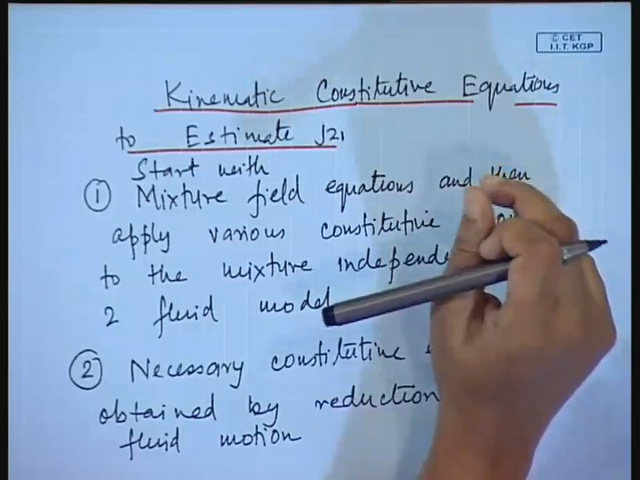 © CET
I.I.T. KGP
Kinematic Constitutive Equations
to Estimate j21
Start with
① Mixture field equations and then
apply various constitutive
to the mixture
2 fluid model
② Necessary constitutive
obtained by reduction
fluid motion